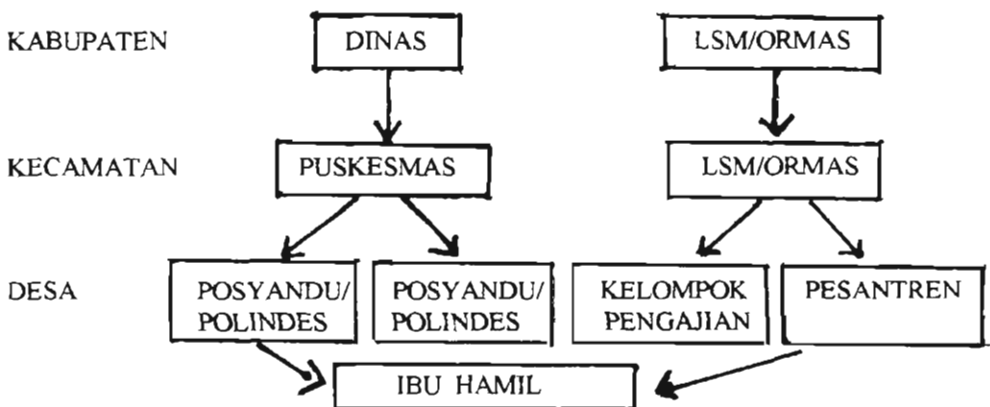 KABUPATEN
DINAS
LSM/ORMAS
KECAMATAN
PUSKESMAS
LSM/ORMAS
DESA
POSYANDU/
POLINDES
POSYANDU/
POLINDES
KELOMPOK
PENGAJIAN
PESANTREN
IBU HAMIL